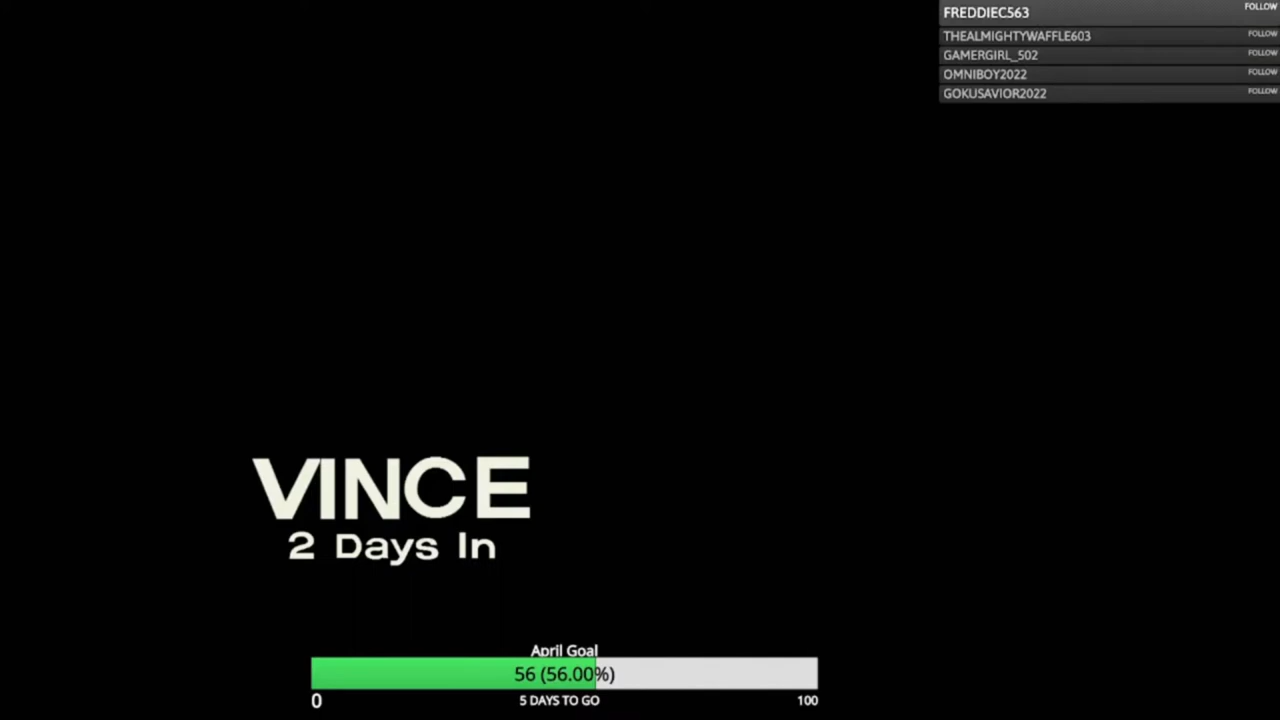 FREDDIEC563 FOLLOW
THEALMIGHTYWAFFLE603 FOLLOW
GAMERGIRL_502 FOLLOW
OMNIBOY2022 FOLLOW
GOKUSAVIOR2022 FOLLOW
VINCE
2 Days In
April Goal
56 (56.00%)
0 5 DAYS TO GO 100